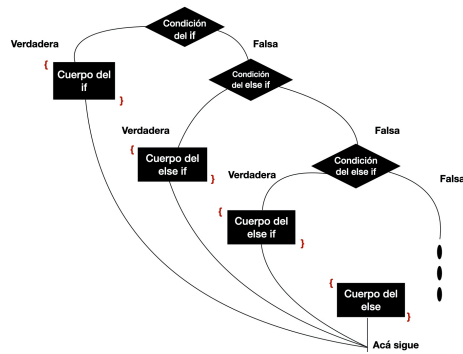 Condición
del if
Verdadera
Falsa
{
Cuerpo del
if
}
Condición
del else if
Verdadera
Falsa
{
Cuerpo del
else if
}
Condición
del else if
Verdadera
Falsa
{
Cuerpo del
else if
}
{
Cuerpo del
else
}
Acá sigue